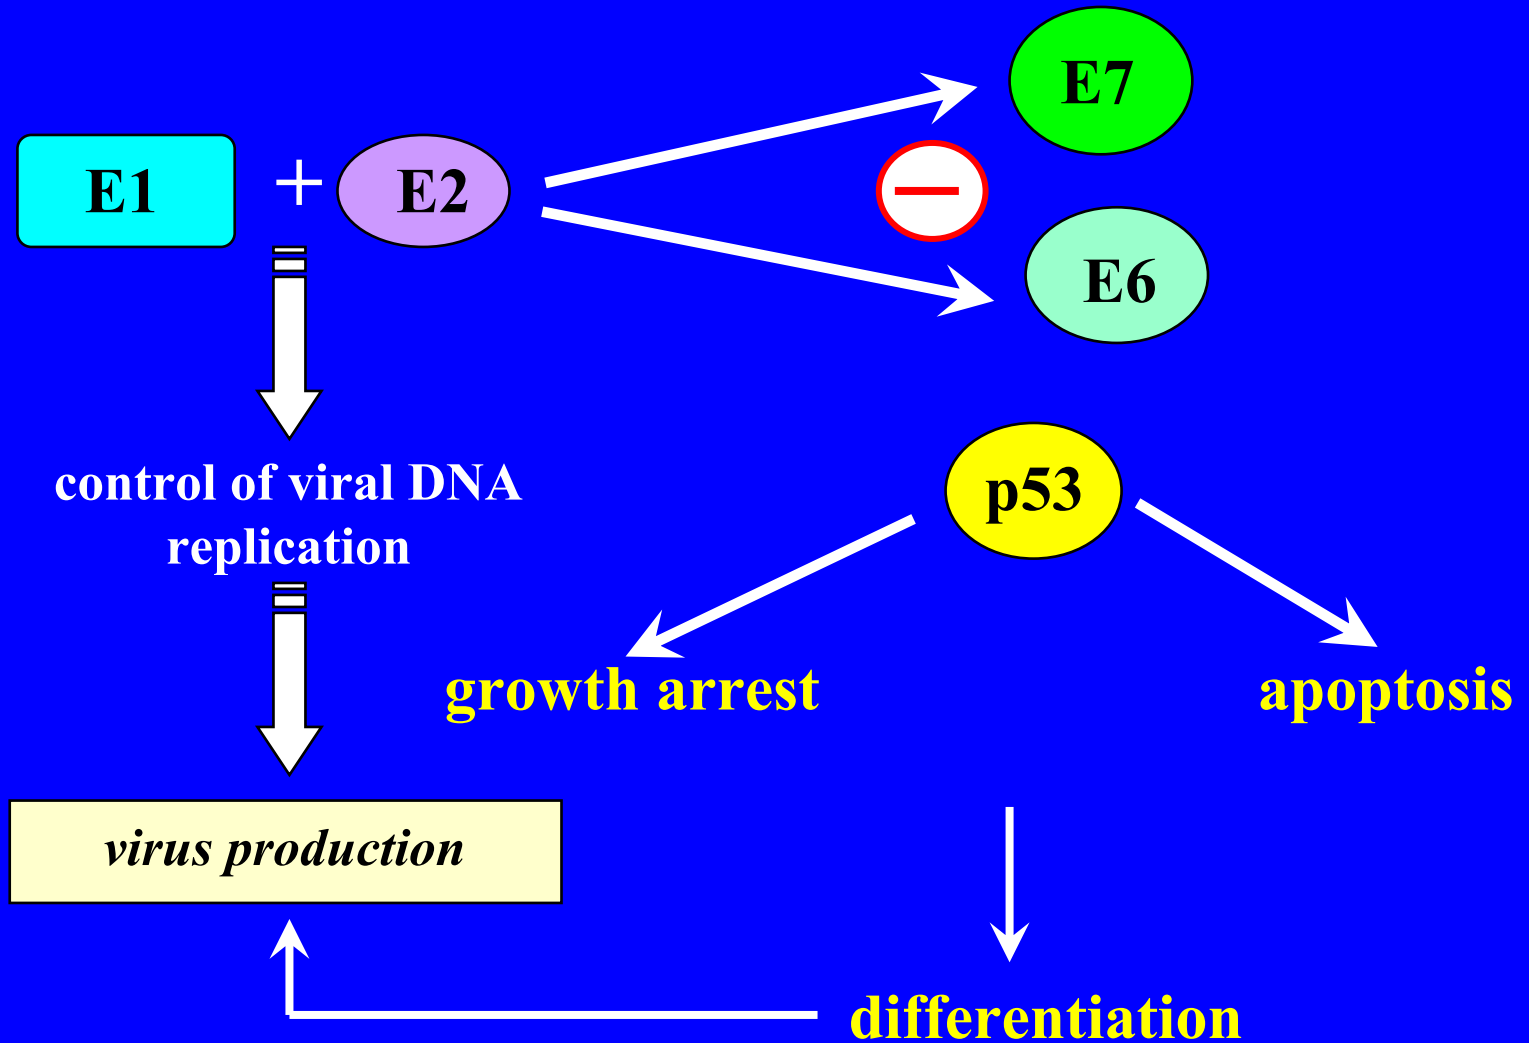 E7
E1 + E2
E6
p53
control of viral DNA
replication
growth arrest
apoptosis
virus production
differentiation